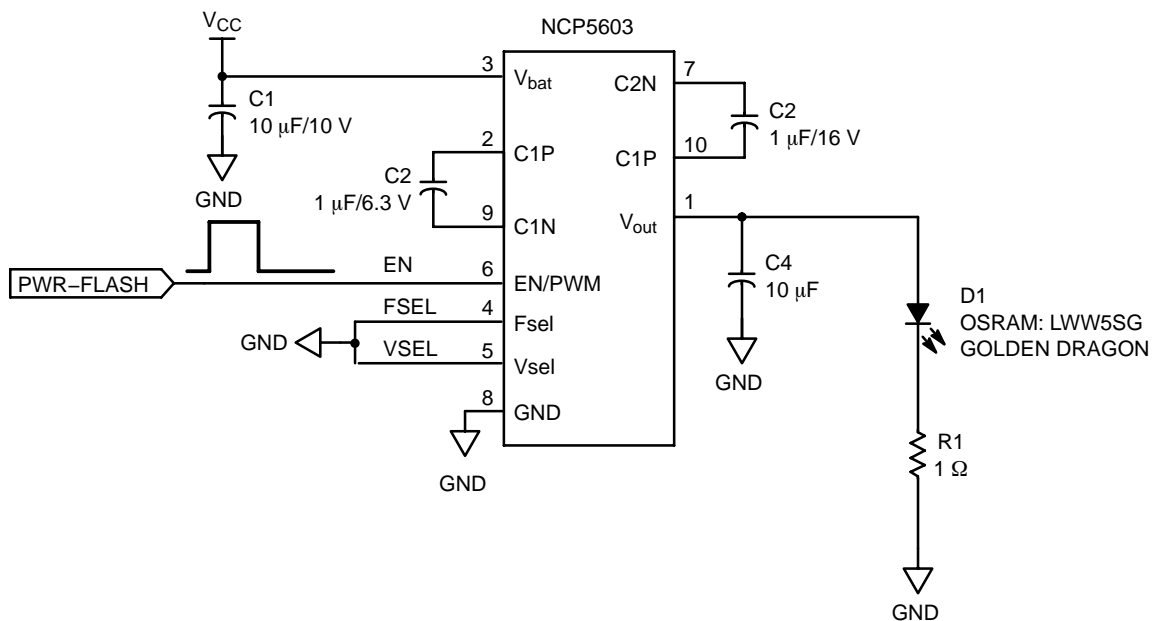 NCP5603
VCC
C1
10 μF/10 V
GND
3
Vbat
2
C1P
C2
1 μF/6.3 V
9
C1N
PWR−FLASH
EN
6
EN/PWM
GND
FSEL
4
Fsel
VSEL
5
Vsel
8
GND
GND
7
C2N
C2
1 μF/16 V
10
C1P
1
Vout
C4
10 μF
GND
D1
OSRAM: LWW5SG
GOLDEN DRAGON
R1
1 Ω
GND